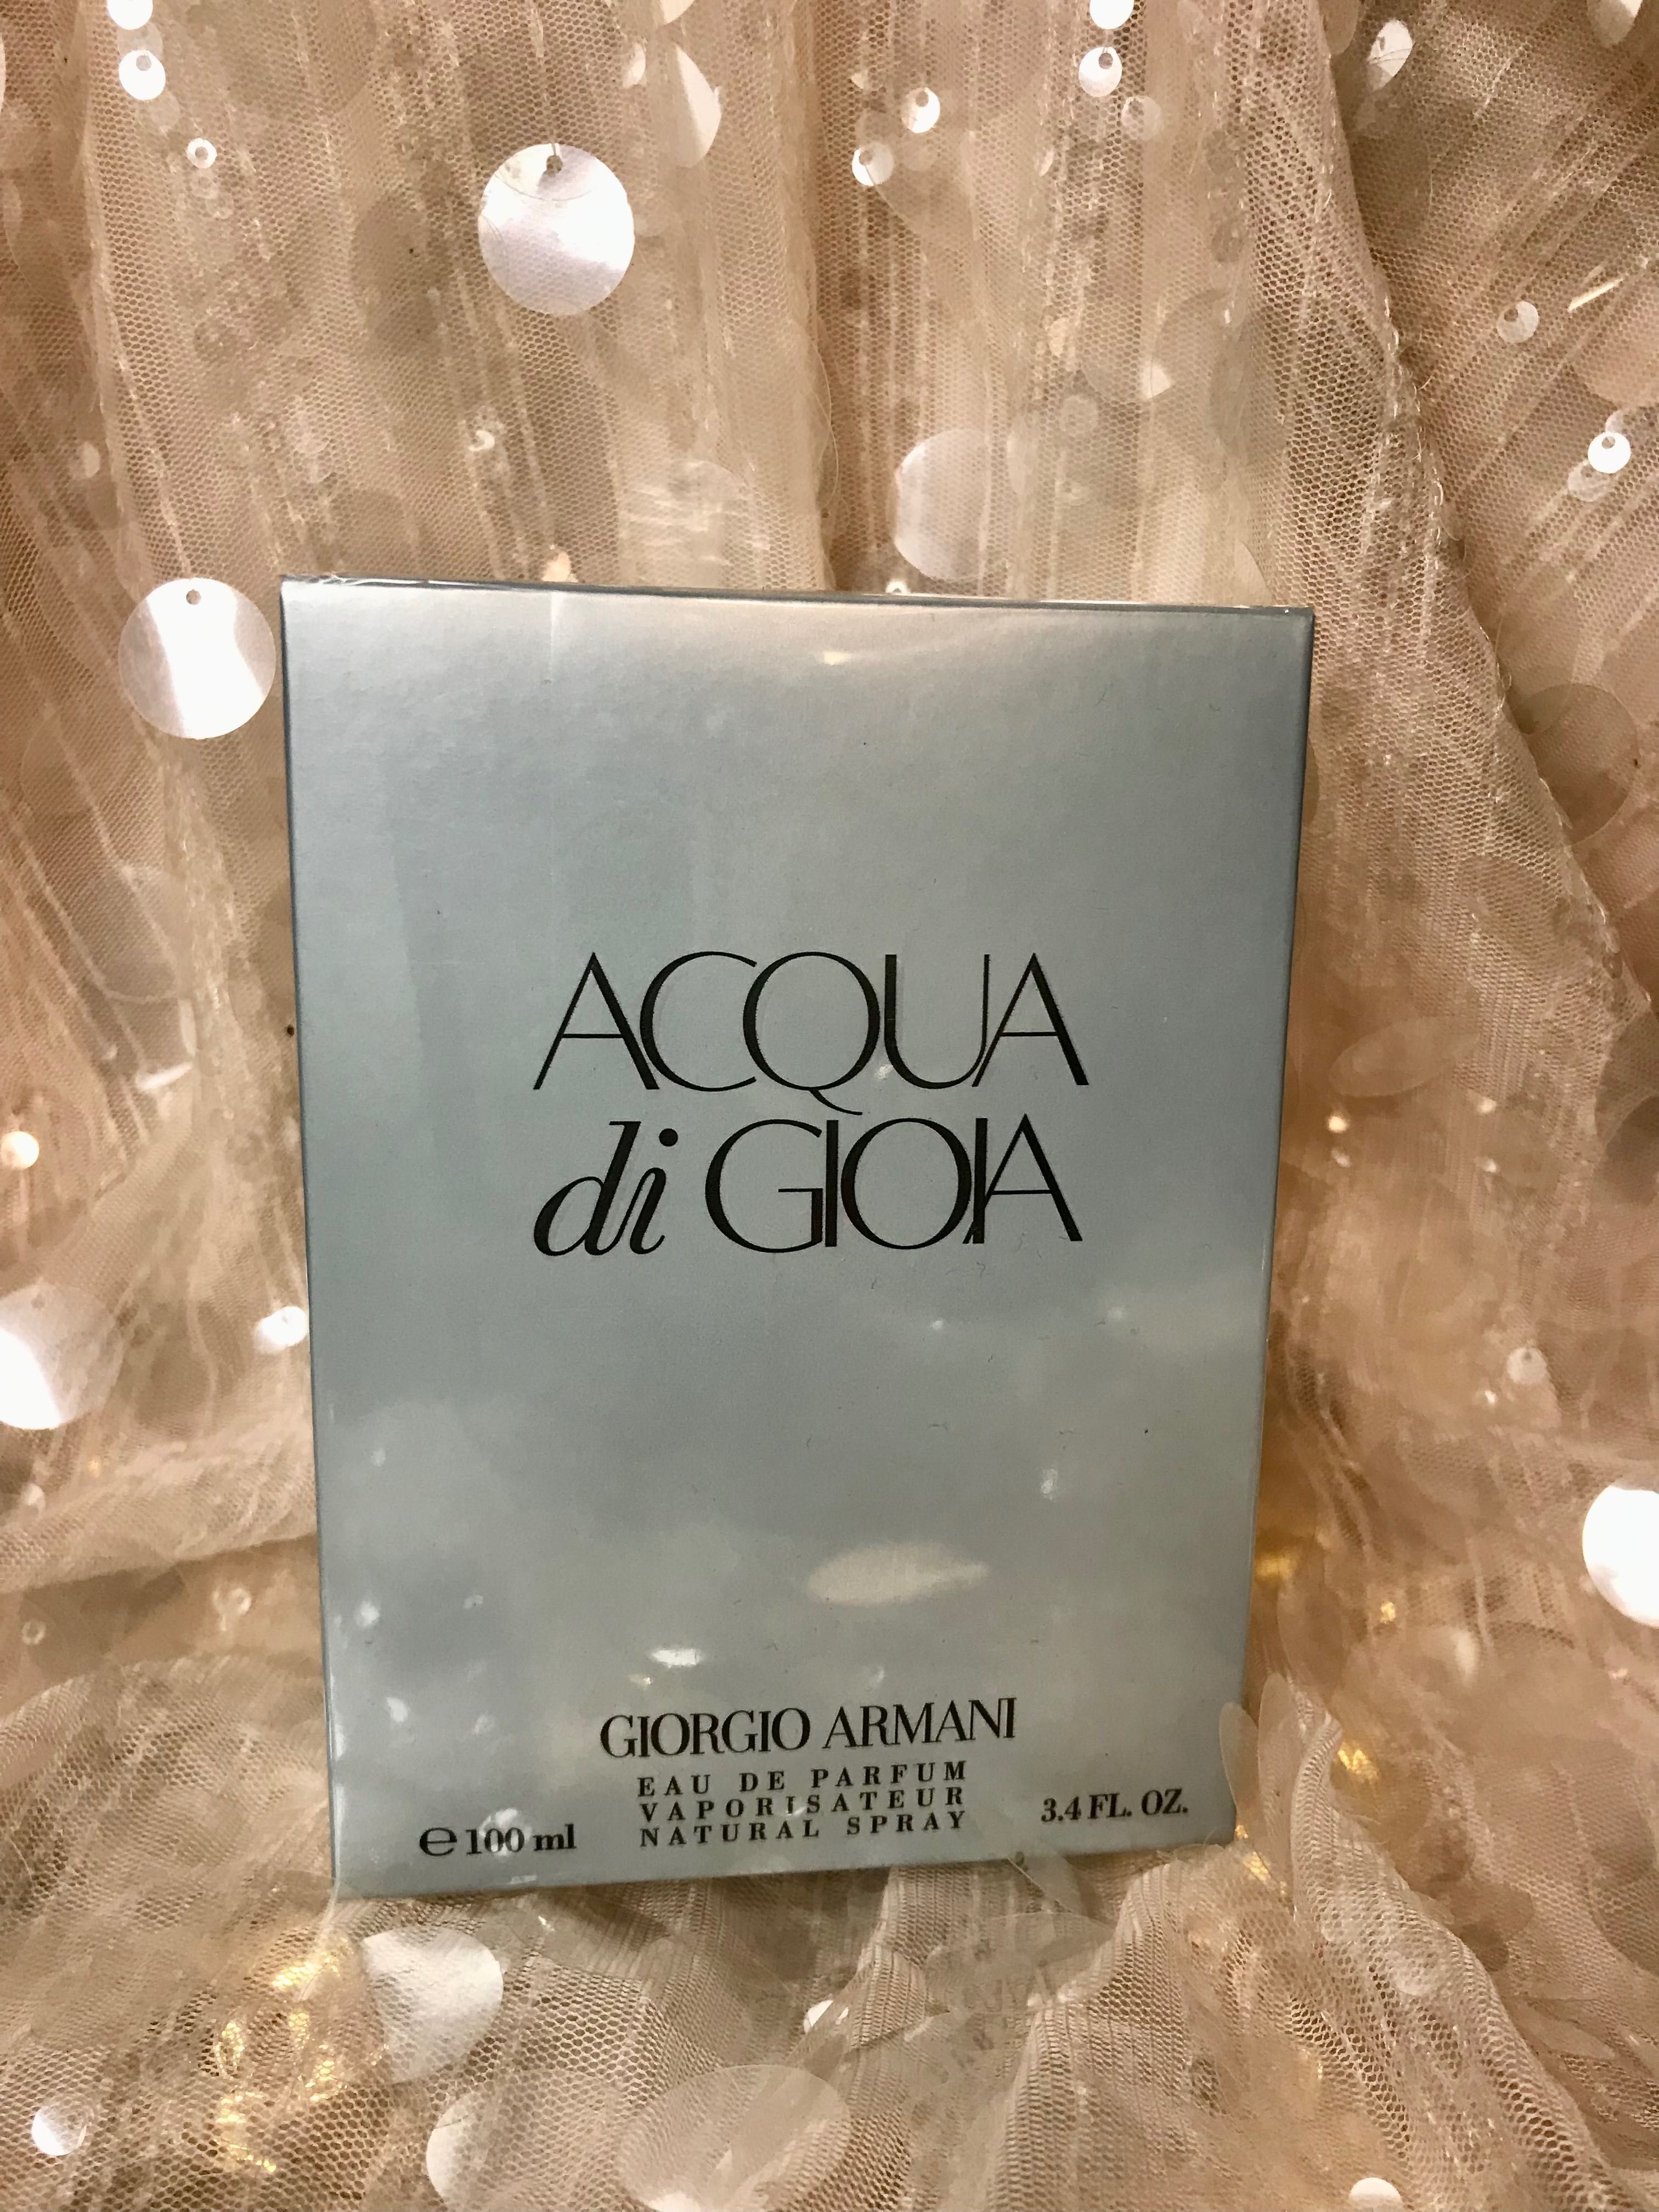 ACQUA
di GIOIA
GIORGIO ARMANI
EAU DE PARFUM
VAPORISATEUR
NATURAL SPRAY
℮100 ml
3.4 FL. OZ.